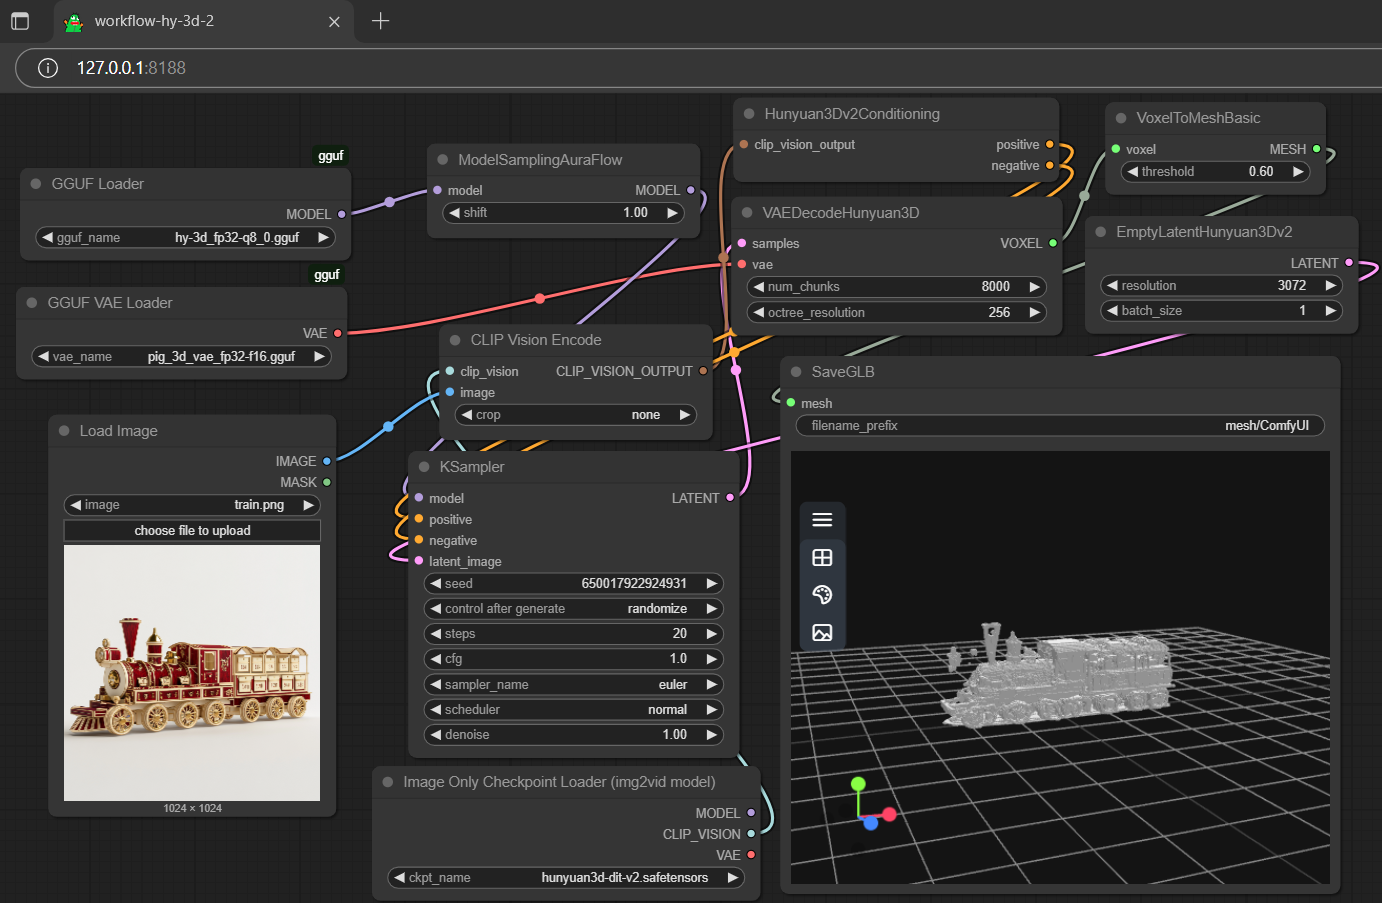 workflow-hy-3d-2
127.0.0.1:8188
gguf
GGUF Loader
MODEL
gguf_name hy-3d_fp32-q8_0.gguf
gguf
GGUF VAE Loader
VAE
vae_name pig_3d_vae_fp32-f16.gguf
Load Image
IMAGE
MASK
image train.png
choose file to upload
1024 × 1024
ModelSamplingAuraFlow
model MODEL
shift 1.00
CLIP Vision Encode
clip_vision CLIP_VISION_OUTPUT
image
crop none
KSampler
model LATENT
positive
negative
latent_image
seed 650017922924931
control after generate randomize
steps 20
cfg 1.0
sampler_name euler
scheduler normal
denoise 1.00
Image Only Checkpoint Loader (img2vid model)
MODEL
CLIP_VISION
VAE
ckpt_name hunyuan3d-dit-v2.safetensors
Hunyuan3Dv2Conditioning
clip_vision_output positive
negative
VAEDecodeHunyuan3D
samples VOXEL
vae
num_chunks 8000
octree_resolution 256
VoxelToMeshBasic
voxel MESH
threshold 0.60
EmptyLatentHunyuan3Dv2
LATENT
resolution 3072
batch_size 1
SaveGLB
mesh
filename_prefix mesh/ComfyUI